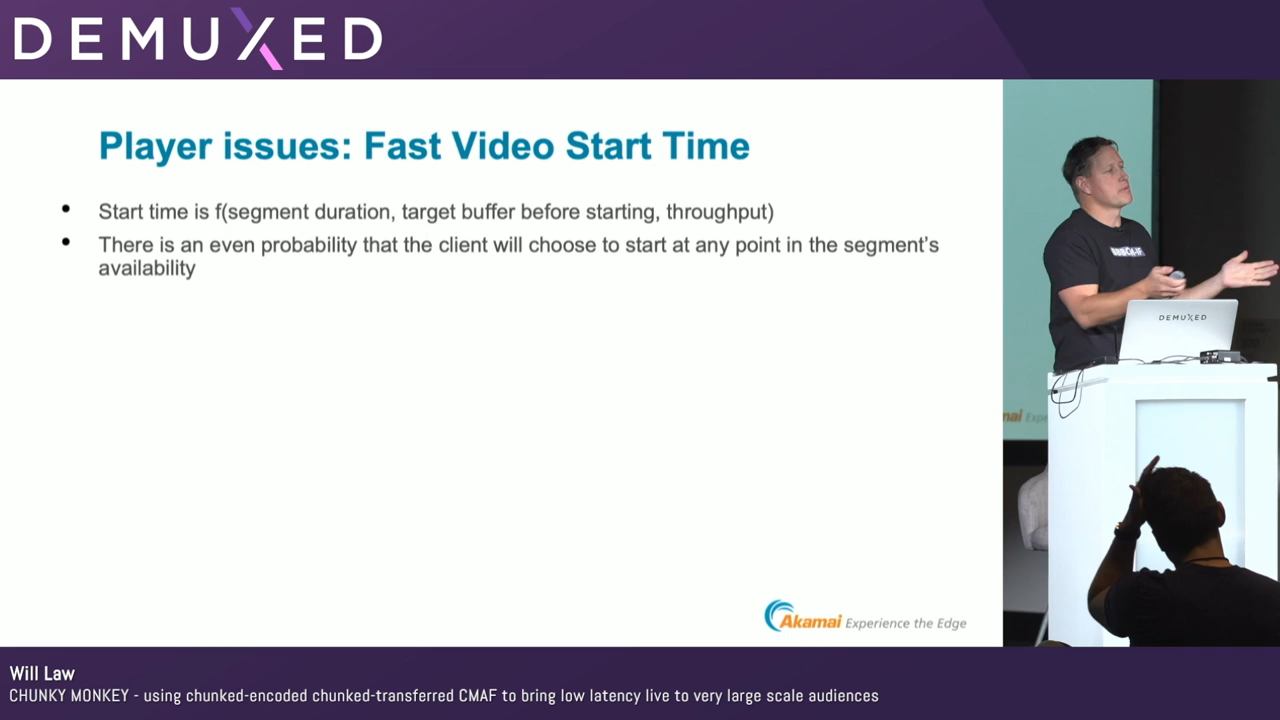 DEMUXED
Player issues: Fast Video Start Time
• Start time is f(segment duration, target buffer before starting, throughput)
• There is an even probability that the client will choose to start at any point in the segment's
availability
DEMUXED
Akamai Experience the Edge
Will Law
CHUNKY MONKEY - using chunked-encoded chunked-transferred CMAF to bring low latency live to very large scale audiences